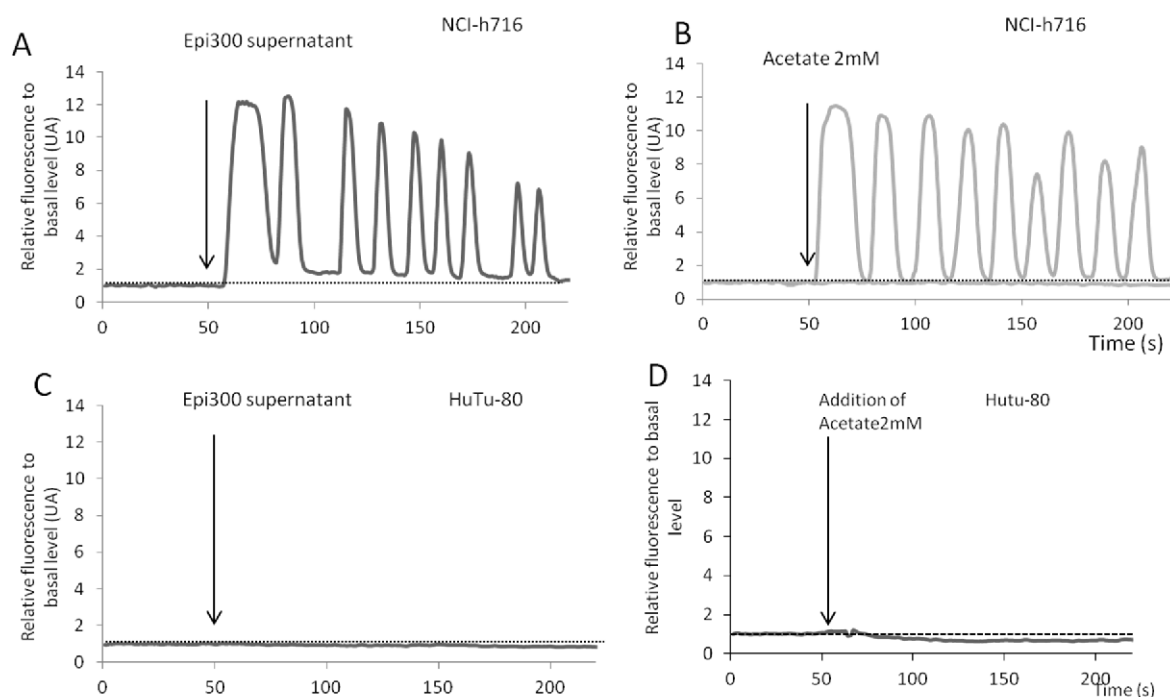 A
Epi300 supernatant
NCI-h716
Relative fluorescence to
basal level (UA)
14
12
10
8
6
4
2
0
0 50 100 150 200
B
Acetate 2mM
NCI-h716
Relative fluorescence to
basal level (UA)
14
12
10
8
6
4
2
0
0 50 100 150 200
Time (s)
C
Epi300 supernatant
HuTu-80
Relative fluorescence to
basal level (UA)
14
12
10
8
6
4
2
0
0 50 100 150 200
D
Addition of
Acetate2mM
Hutu-80
Relative fluorescence to basal
level
14
12
10
8
6
4
2
0
0 50 100 150 200
Time (s)